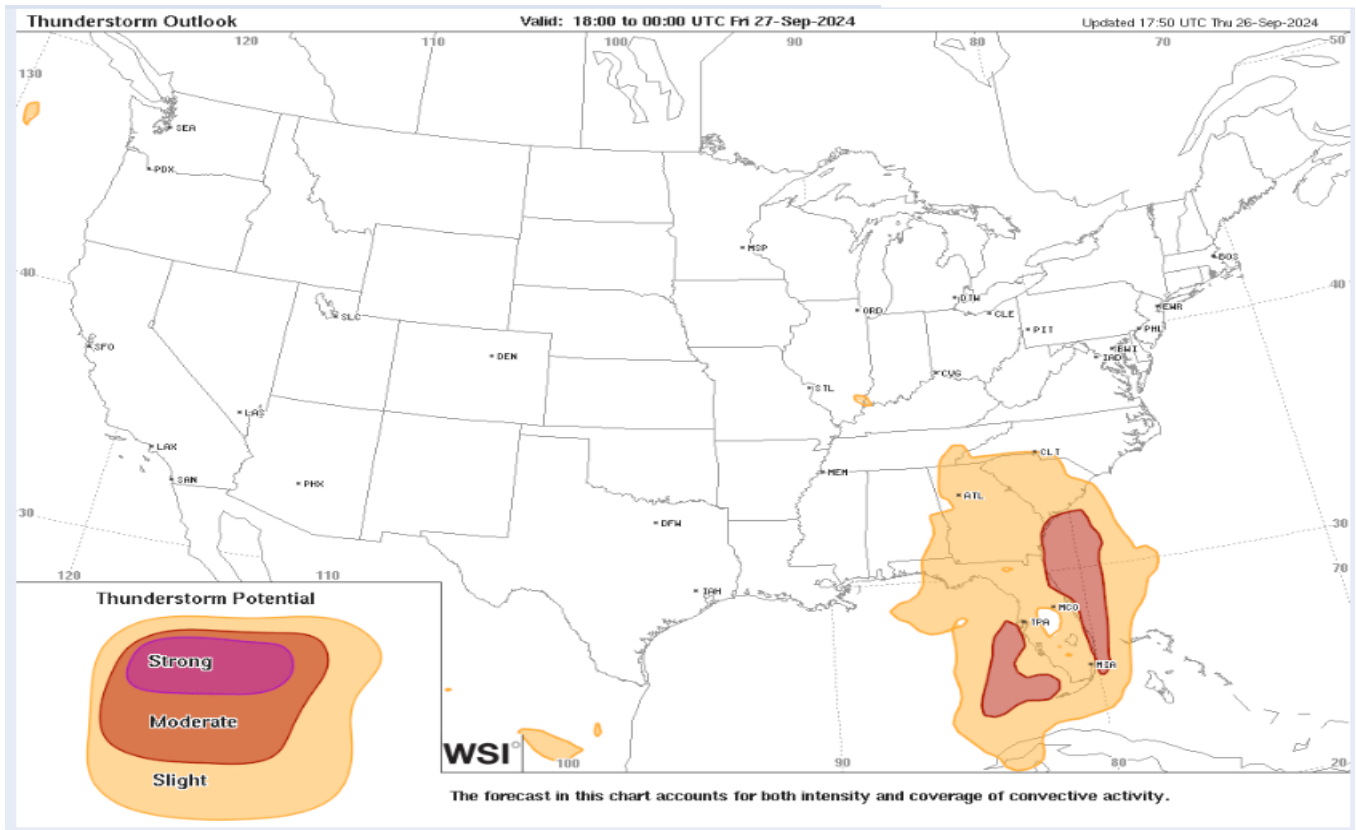 Thunderstorm Outlook Valid: 18:00 to 00:00 UTC Fri 27-Sep-2024 Updated 17:50 UTC Thu 26-Sep-2024
120 110 100 90 80 70 50
130
SEA
PDX
MSP
BOS
40
40
DTW
EWR
ORD
CLE
SLC
PIT
PHL
SFO
BWI
IAD
DEN
CVG
STL
LAS
LAX
CLT
MEM
SAN
PHX
ATL
30
DFW
30
120 110
70
IAH
Thunderstorm Potential
MCO
TPA
Strong
MIA
Moderate
WSI
100 90 80 20
Slight
The forecast in this chart accounts for both intensity and coverage of convective activity.